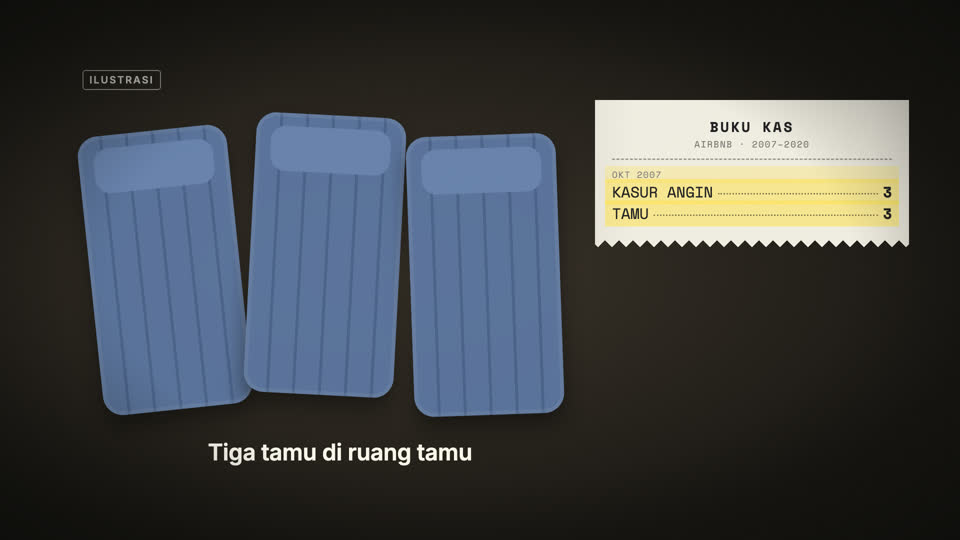 ILUSTRASI
BUKU KAS
AIRBNB · 2007–2020
OKT 2007
KASUR ANGIN 3
TAMU 3
Tiga tamu di ruang tamu